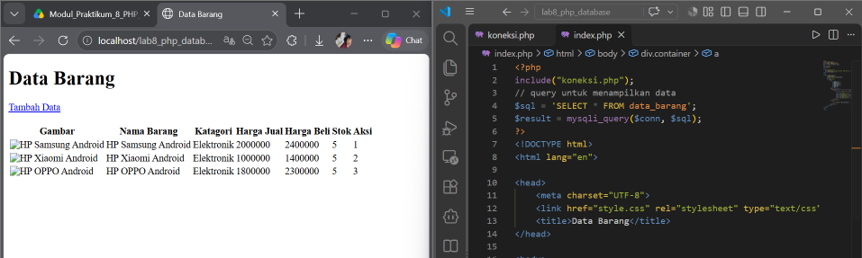 Modul_Praktikum_8_PHP
Data Barang
localhost/lab8_php_datab...
Chat
Data Barang
Tambah Data
Gambar Nama Barang Katagori Harga Jual Harga Beli Stok Aksi
HP Samsung Android HP Samsung Android Elektronik 2000000 2400000 5 1
HP Xiaomi Android HP Xiaomi Android Elektronik 1000000 1400000 5 2
HP OPPO Android HP OPPO Android Elektronik 1800000 2300000 5 3
lab8_php_database
koneksi.php index.php
index.php > html > body > div.container > a
1 <?php
2 include("koneksi.php");
3 // query untuk menampilkan data
4 $sql = 'SELECT * FROM data_barang';
5 $result = mysqli_query($conn, $sql);
6 ?>
7 <!DOCTYPE html>
8 <html lang="en">
9
10 <head>
11 <meta charset="UTF-8">
12 <link href="style.css" rel="stylesheet" type="text/css"
13 <title>Data Barang</title>
14 </head>
15